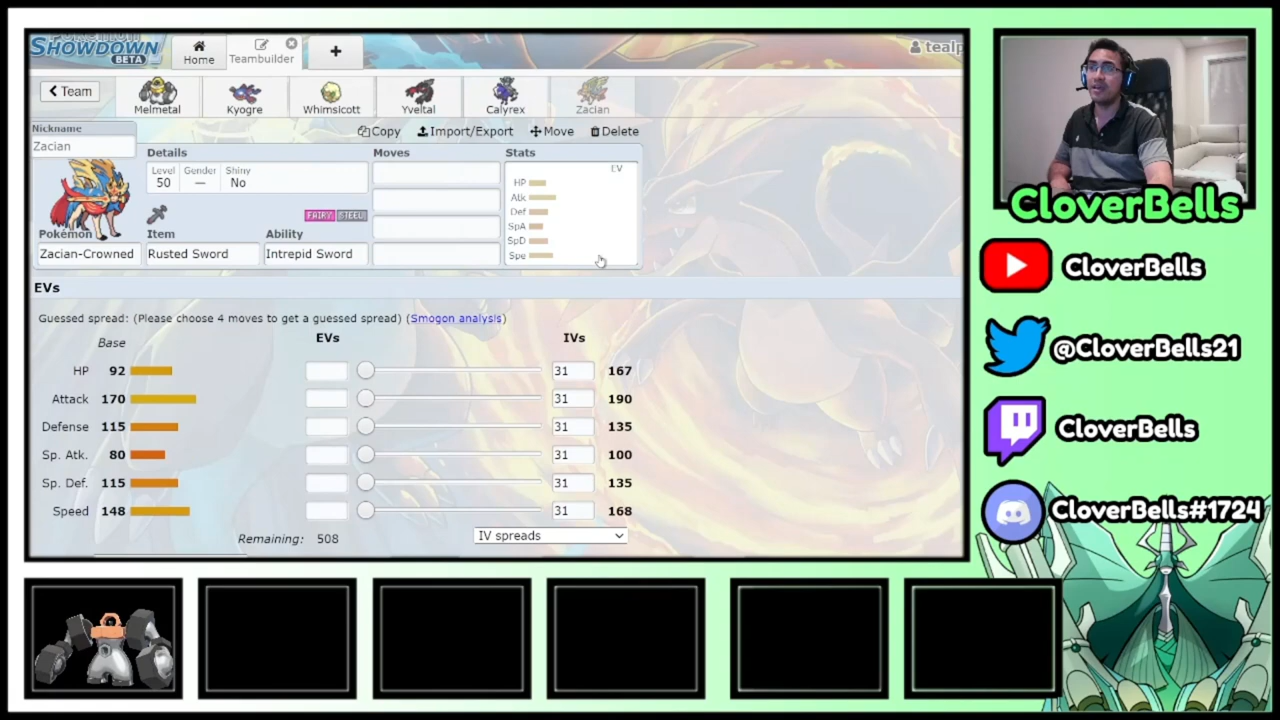 POKÉMON
SHOWDOWN
BETA
Home
Teambuilder
+
tealp
Team
Melmetal
Kyogre
Whimsicott
Yveltal
Calyrex
Zacian
Copy
Import/Export
Move
Delete
Nickname
Zacian
Details
Level
50
Gender
—
Shiny
No
FAIRY STEEL
Pokémon
Zacian-Crowned
Item
Rusted Sword
Ability
Intrepid Sword
Moves
Stats
EV
HP
Atk
Def
SpA
SpD
Spe
EVs
Guessed spread: (Please choose 4 moves to get a guessed spread) (Smogon analysis)
Base EVs IVs
HP 92 31 167
Attack 170 31 190
Defense 115 31 135
Sp. Atk. 80 31 100
Sp. Def. 115 31 135
Speed 148 31 168
Remaining: 508
IV spreads
CloverBells
CloverBells
@CloverBells21
CloverBells
CloverBells#1724